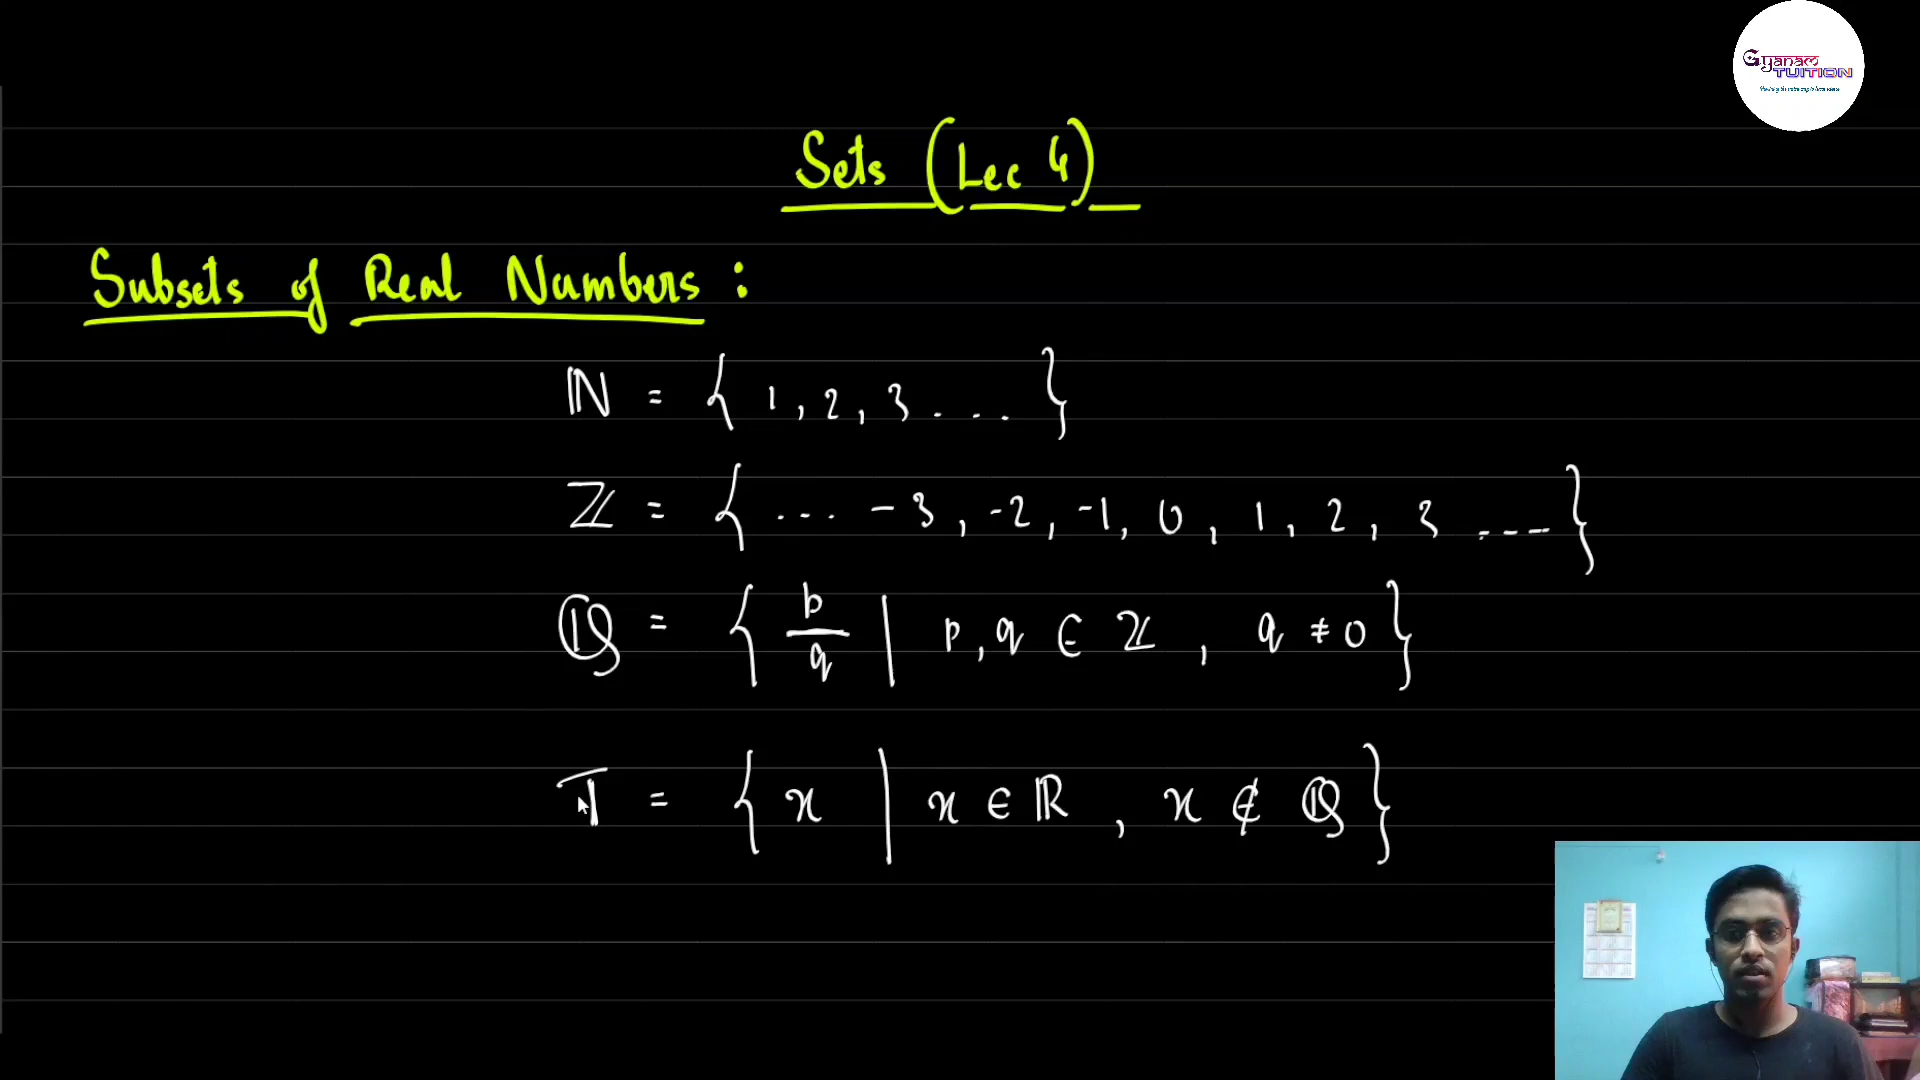 Gyanam
TUITION
Sets (Lec 4)
Subsets of Real Numbers :
ℕ = { 1, 2, 3 . . . }
ℤ = { ... -3, -2, -1, 0, 1, 2, 3 .... }
ℚ = { p/q | p, q ∈ ℤ, q ≠ 0 }
T = { x | x ∈ ℝ, x ∉ ℚ }